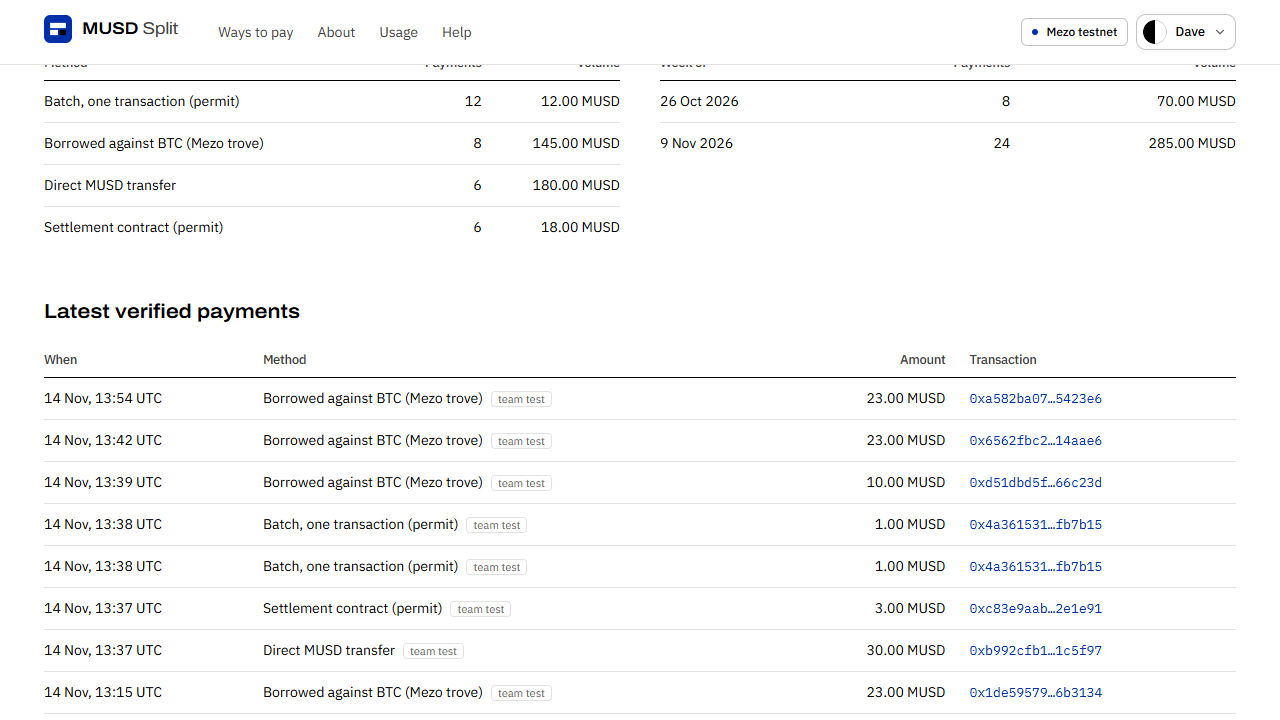 MUSD Split
Ways to pay
About
Usage
Help
Mezo testnet
Dave
Method Payments Volume
Batch, one transaction (permit) 12 12.00 MUSD
Borrowed against BTC (Mezo trove) 8 145.00 MUSD
Direct MUSD transfer 6 180.00 MUSD
Settlement contract (permit) 6 18.00 MUSD
Week of Payments Volume
26 Oct 2026 8 70.00 MUSD
9 Nov 2026 24 285.00 MUSD
Latest verified payments
When Method Amount Transaction
14 Nov, 13:54 UTC Borrowed against BTC (Mezo trove) team test 23.00 MUSD 0xa582ba07…5423e6
14 Nov, 13:42 UTC Borrowed against BTC (Mezo trove) team test 23.00 MUSD 0x6562fbc2…14aae6
14 Nov, 13:39 UTC Borrowed against BTC (Mezo trove) team test 10.00 MUSD 0xd51dbd5f…66c23d
14 Nov, 13:38 UTC Batch, one transaction (permit) team test 1.00 MUSD 0x4a361531…fb7b15
14 Nov, 13:38 UTC Batch, one transaction (permit) team test 1.00 MUSD 0x4a361531…fb7b15
14 Nov, 13:37 UTC Settlement contract (permit) team test 3.00 MUSD 0xc83e9aab…2e1e91
14 Nov, 13:37 UTC Direct MUSD transfer team test 30.00 MUSD 0xb992cfb1…1c5f97
14 Nov, 13:15 UTC Borrowed against BTC (Mezo trove) team test 23.00 MUSD 0x1de59579…6b3134